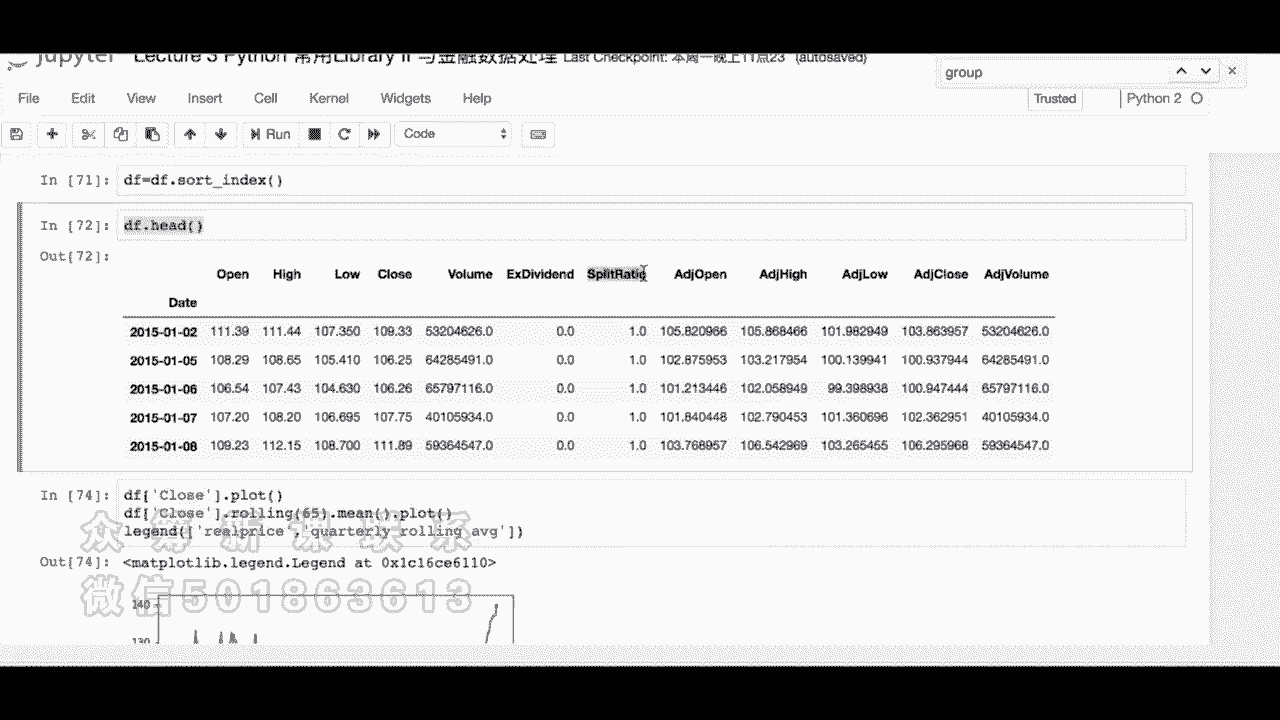 jupyter Lecture 3 Python 常用Library II 与金融数据处理 Last Checkpoint: 本周一晚上11点23 (autosaved)
group
File Edit View Insert Cell Kernel Widgets Help
Trusted Python 2
Run Code
In [71]: df=df.sort_index()
In [72]: df.head()
Out[72]:
Open High Low Close Volume ExDividend SplitRatio AdjOpen AdjHigh AdjLow AdjClose AdjVolume
Date
2015-01-02 111.39 111.44 107.350 109.33 53204626.0 0.0 1.0 105.820966 105.868466 101.982949 103.863957 53204626.0
2015-01-05 108.29 108.65 105.410 106.25 64285491.0 0.0 1.0 102.875953 103.217954 100.139941 100.937944 64285491.0
2015-01-06 106.54 107.43 104.630 106.26 65797116.0 0.0 1.0 101.213446 102.058949 99.398938 100.947444 65797116.0
2015-01-07 107.20 108.20 106.695 107.75 40105934.0 0.0 1.0 101.840448 102.790453 101.360696 102.362951 40105934.0
2015-01-08 109.23 112.15 108.700 111.89 59364547.0 0.0 1.0 103.768957 106.542969 103.265455 106.295968 59364547.0
In [74]: df['Close'].plot()
df['Close'].rolling(65).mean().plot()
legend(['realprice','quarterly rolling avg'])
众筹新课联系
Out[74]: <matplotlib.legend.Legend at 0x1c16ce6110>
微信501863613
140
130